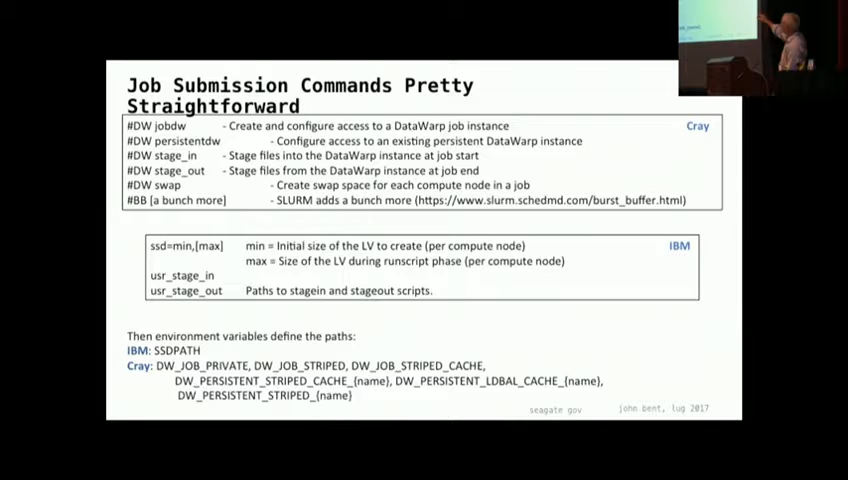 Job Submission Commands Pretty
Straightforward
#DW jobdw - Create and configure access to a DataWarp job instance Cray
#DW persistentdw - Configure access to an existing persistent DataWarp instance
#DW stage_in - Stage files into the DataWarp instance at job start
#DW stage_out - Stage files from the DataWarp instance at job end
#DW swap - Create swap space for each compute node in a job
#BB [a bunch more] - SLURM adds a bunch more (https://www.slurm.schedmd.com/burst_buffer.html)
ssd=min,[max] min = Initial size of the LV to create (per compute node) IBM
max = Size of the LV during runscript phase (per compute node)
usr_stage_in
usr_stage_out Paths to stagein and stageout scripts.
Then environment variables define the paths:
IBM: SSDPATH
Cray: DW_JOB_PRIVATE, DW_JOB_STRIPED, DW_JOB_STRIPED_CACHE,
DW_PERSISTENT_STRIPED_CACHE_{name}, DW_PERSISTENT_LDBAL_CACHE_{name},
DW_PERSISTENT_STRIPED_{name}
seagate gov john bent, lug 2017